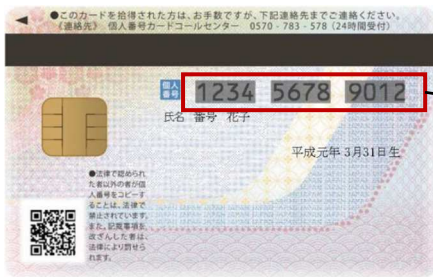 ●このカードを拾得された方は、お手数ですが、下記連絡先までご連絡ください。
《連絡先》 個人番号カードコールセンター 0570-783-578 (24時間受付)
個人番号 1234 5678 9012
氏名 番号 花子
平成元年 3月31日生
●法律で認められ
た者以外の者が個
人番号をコピーす
ることは、法律で
禁止されています。
また、記載事項を
改ざんした者は、
法律により罰せら
れます。